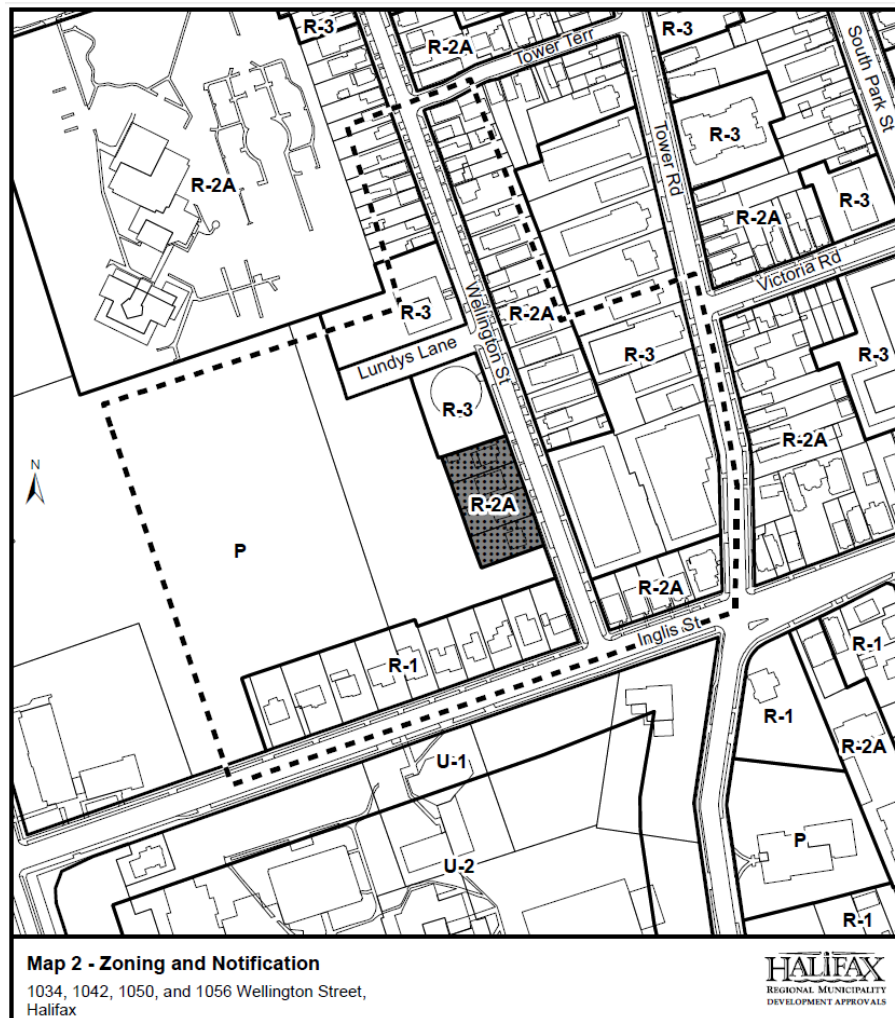 R-3
R-2A
Tower Terr
R-3
South Park St
R-3
Tower Rd
R-2A
R-2A
R-3
Victoria Rd
Wellington St
R-2A
R-3
R-3
R-3
Lundys Lane
R-3
R-2A
R-2A
N
P
R-2A
Inglis St
R-1
R-1
R-1
R-2A
U-1
P
U-2
R-1
Map 2 - Zoning and Notification
1034, 1042, 1050, and 1056 Wellington Street,
Halifax
HALIFAX
REGIONAL MUNICIPALITY
DEVELOPMENT APPROVALS